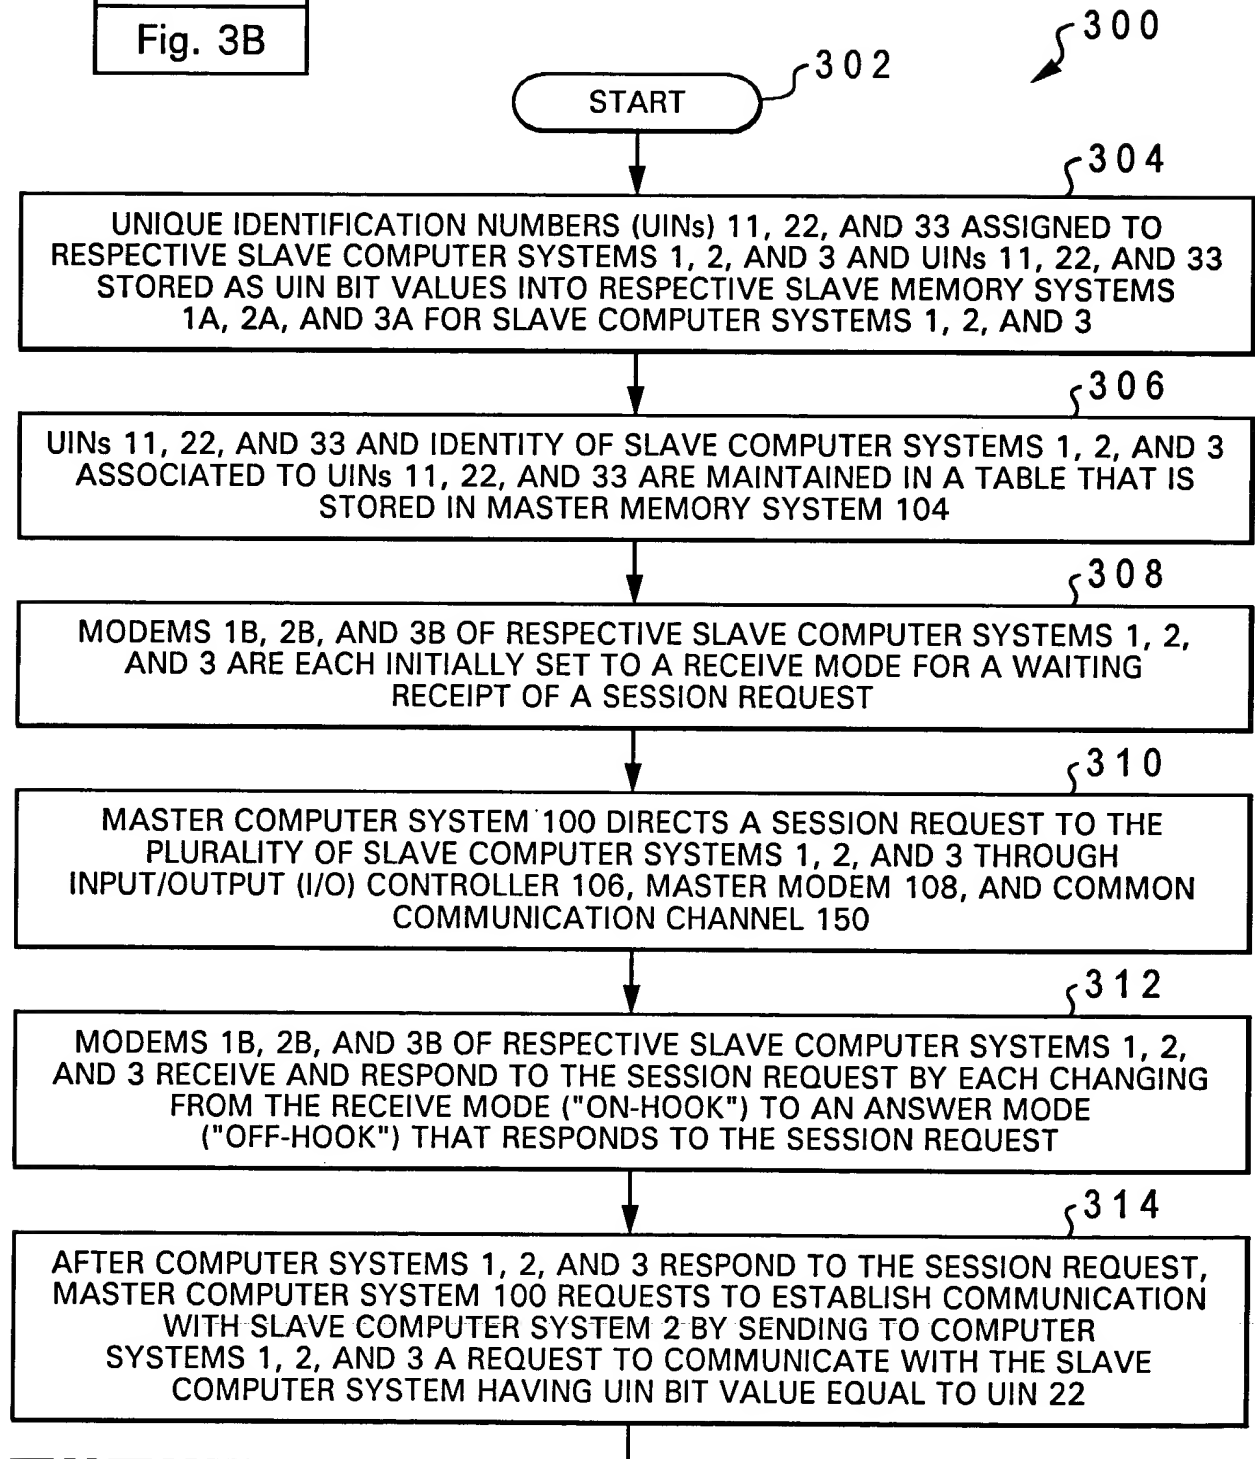 Fig. 3B
300
302
START
304
UNIQUE IDENTIFICATION NUMBERS (UINs) 11, 22, AND 33 ASSIGNED TO
RESPECTIVE SLAVE COMPUTER SYSTEMS 1, 2, AND 3 AND UINs 11, 22, AND 33
STORED AS UIN BIT VALUES INTO RESPECTIVE SLAVE MEMORY SYSTEMS
1A, 2A, AND 3A FOR SLAVE COMPUTER SYSTEMS 1, 2, AND 3
306
UINs 11, 22, AND 33 AND IDENTITY OF SLAVE COMPUTER SYSTEMS 1, 2, AND 3
ASSOCIATED TO UINs 11, 22, AND 33 ARE MAINTAINED IN A TABLE THAT IS
STORED IN MASTER MEMORY SYSTEM 104
308
MODEMS 1B, 2B, AND 3B OF RESPECTIVE SLAVE COMPUTER SYSTEMS 1, 2,
AND 3 ARE EACH INITIALLY SET TO A RECEIVE MODE FOR A WAITING
RECEIPT OF A SESSION REQUEST
310
MASTER COMPUTER SYSTEM 100 DIRECTS A SESSION REQUEST TO THE
PLURALITY OF SLAVE COMPUTER SYSTEMS 1, 2, AND 3 THROUGH
INPUT/OUTPUT (I/O) CONTROLLER 106, MASTER MODEM 108, AND COMMON
COMMUNICATION CHANNEL 150
312
MODEMS 1B, 2B, AND 3B OF RESPECTIVE SLAVE COMPUTER SYSTEMS 1, 2,
AND 3 RECEIVE AND RESPOND TO THE SESSION REQUEST BY EACH CHANGING
FROM THE RECEIVE MODE ("ON-HOOK") TO AN ANSWER MODE
("OFF-HOOK") THAT RESPONDS TO THE SESSION REQUEST
314
AFTER COMPUTER SYSTEMS 1, 2, AND 3 RESPOND TO THE SESSION REQUEST,
MASTER COMPUTER SYSTEM 100 REQUESTS TO ESTABLISH COMMUNICATION
WITH SLAVE COMPUTER SYSTEM 2 BY SENDING TO COMPUTER
SYSTEMS 1, 2, AND 3 A REQUEST TO COMMUNICATE WITH THE SLAVE
COMPUTER SYSTEM HAVING UIN BIT VALUE EQUAL TO UIN 22